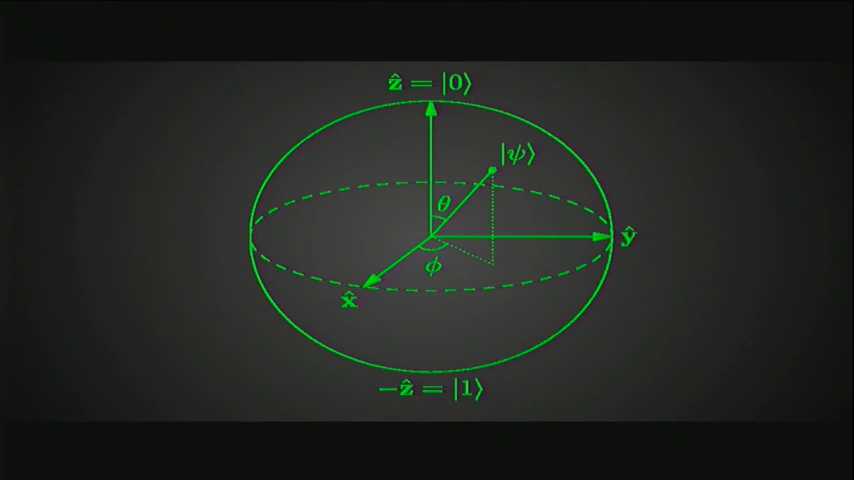 ẑ = |0⟩
|ψ⟩
θ
ŷ
ϕ
x̂
−ẑ = |1⟩